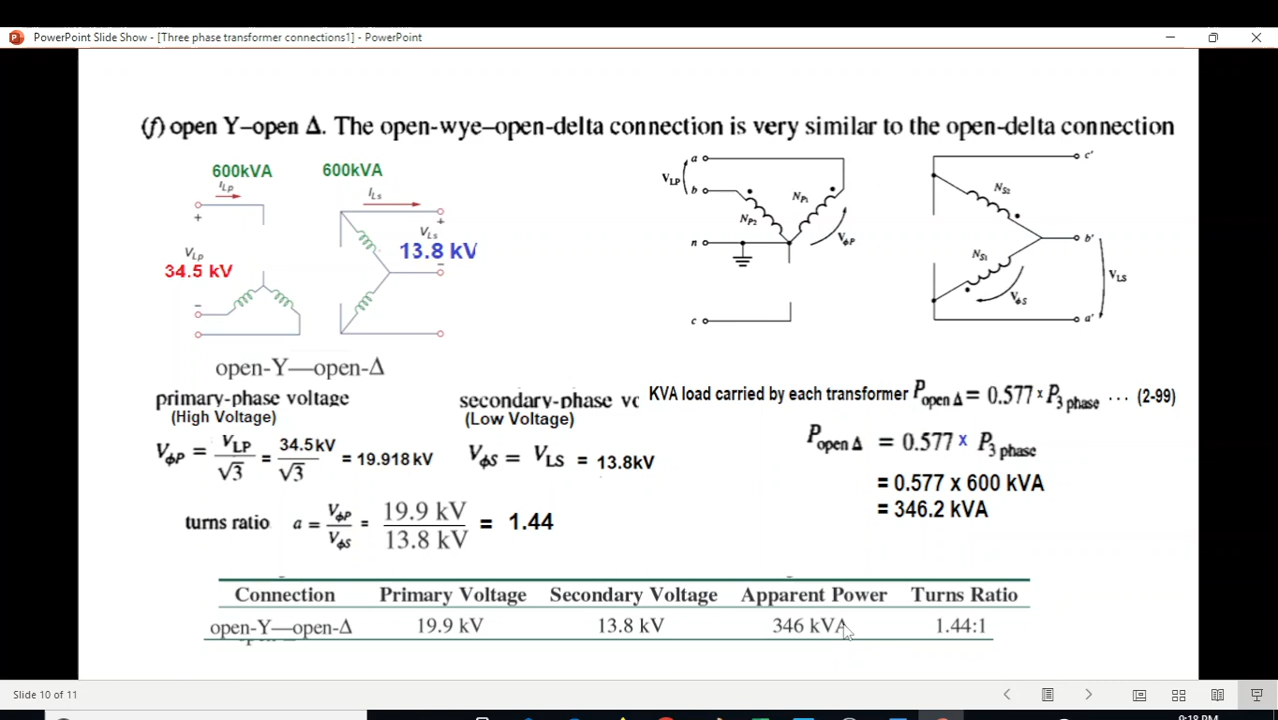 PowerPoint Slide Show - [Three phase transformer connections1] - PowerPoint
(f) open Y–open Δ. The open-wye–open-delta connection is very similar to the open-delta connection
600kVA
600kVA
I_Lp
I_Ls
+
V_Lp
34.5 kV
–
+
V_Ls
13.8 kV
–
open-Y—open-Δ
a
V_LP
b
N_P2
N_P1
V_ϕP
n
c
c'
N_S2
b'
N_S1
V_ϕS
V_LS
a'
primary-phase voltage
(High Voltage)
V_ϕP = V_LP/√3 = 34.5kV/√3 = 19.918 kV
secondary-phase vc
(Low Voltage)
V_ϕS = V_LS = 13.8kV
turns ratio a = V_ϕP/V_ϕS = 19.9 kV/13.8 kV = 1.44
KVA load carried by each transformer P_open Δ = 0.577 x P_3 phase ... (2-99)
P_open Δ = 0.577 x P_3 phase
= 0.577 x 600 kVA
= 346.2 kVA
Connection Primary Voltage Secondary Voltage Apparent Power Turns Ratio
open-Y—open-Δ 19.9 kV 13.8 kV 346 kVA 1.44:1
Slide 10 of 11